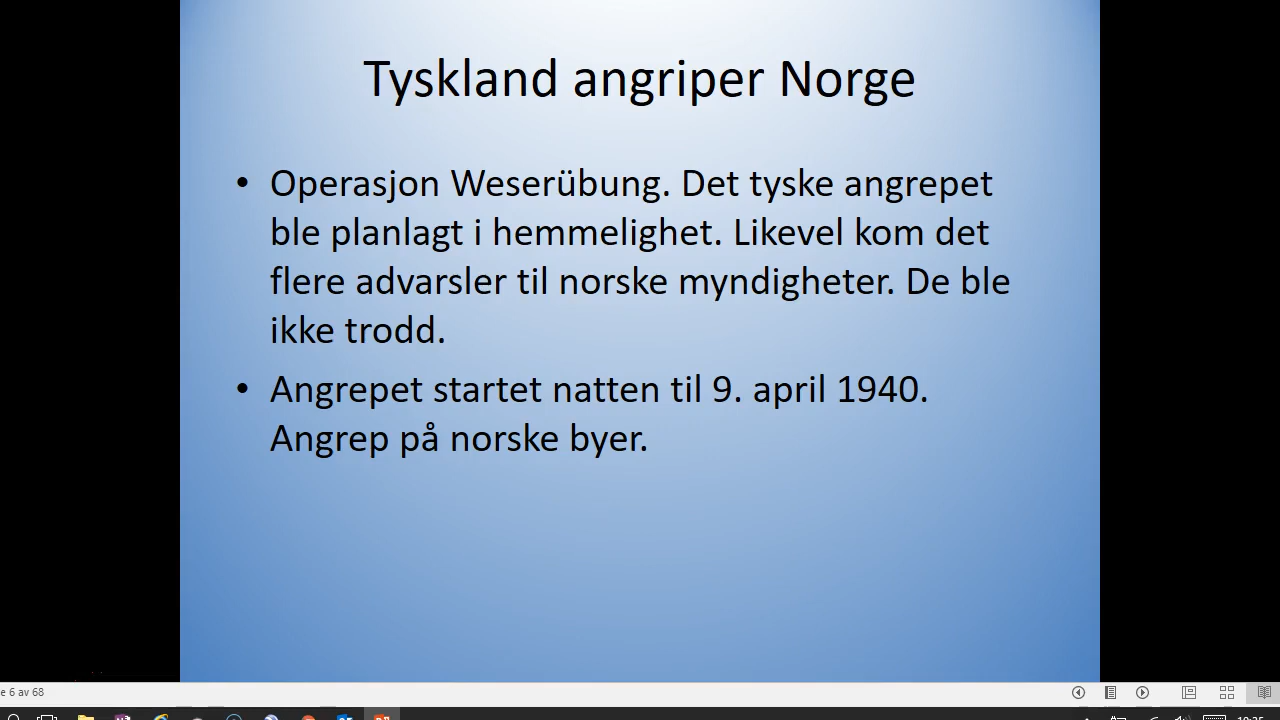 Tyskland angriper Norge
• Operasjon Weserübung. Det tyske angrepet
ble planlagt i hemmelighet. Likevel kom det
flere advarsler til norske myndigheter. De ble
ikke trodd.
• Angrepet startet natten til 9. april 1940.
Angrep på norske byer.
e 6 av 68